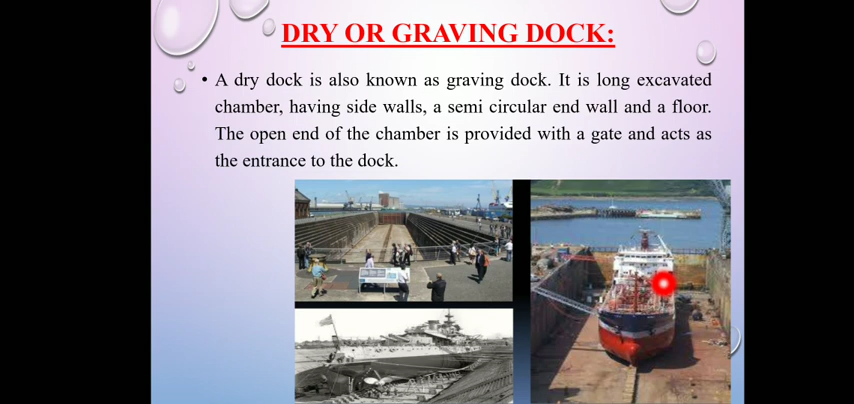 DRY OR GRAVING DOCK:
• A dry dock is also known as graving dock. It is long excavated
chamber, having side walls, a semi circular end wall and a floor.
The open end of the chamber is provided with a gate and acts as
the entrance to the dock.